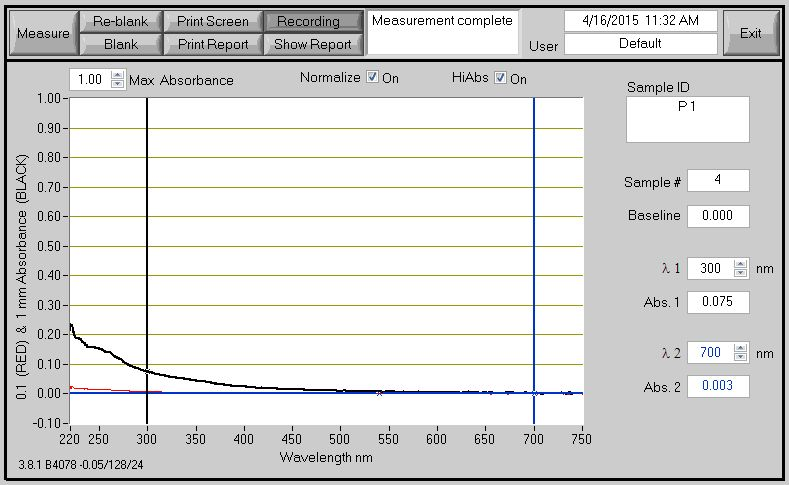 Measure Re-blank Print Screen Recording Measurement complete 4/16/2015 11:32 AM Exit
Blank Print Report Show Report User Default
1.00 Max Absorbance Normalize On HiAbs On
Sample ID
P 1
Sample # 4
Baseline 0.000
λ 1 300 nm
Abs. 1 0.075
λ 2 700 nm
Abs. 2 0.003
0.1 (RED) & 1 mm Absorbance (BLACK)
1.00
0.90
0.80
0.70
0.60
0.50
0.40
0.30
0.20
0.10
0.00
-0.10
220 250 300 350 400 450 500 550 600 650 700 750
Wavelength nm
3.8.1 B4078 -0.05/128/24